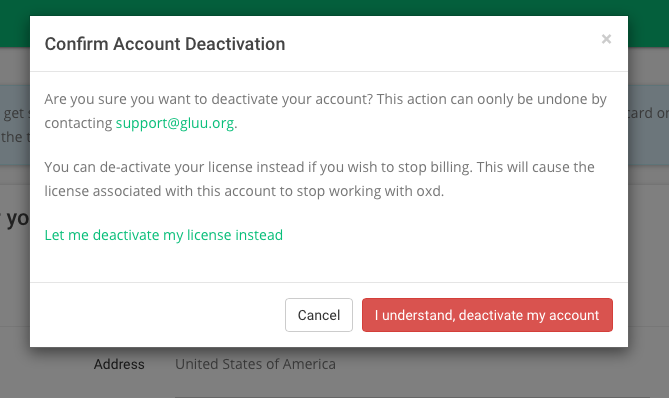 Confirm Account Deactivation ×
get
the t
ard or
Are you sure you want to deactivate your account? This action can oonly be undone by
contacting support@gluu.org.
You can de-activate your license instead if you wish to stop billing. This will cause the
license associated with this account to stop working with oxd.
yo
Let me deactivate my license instead
Cancel
I understand, deactivate my account
Address
United States of America